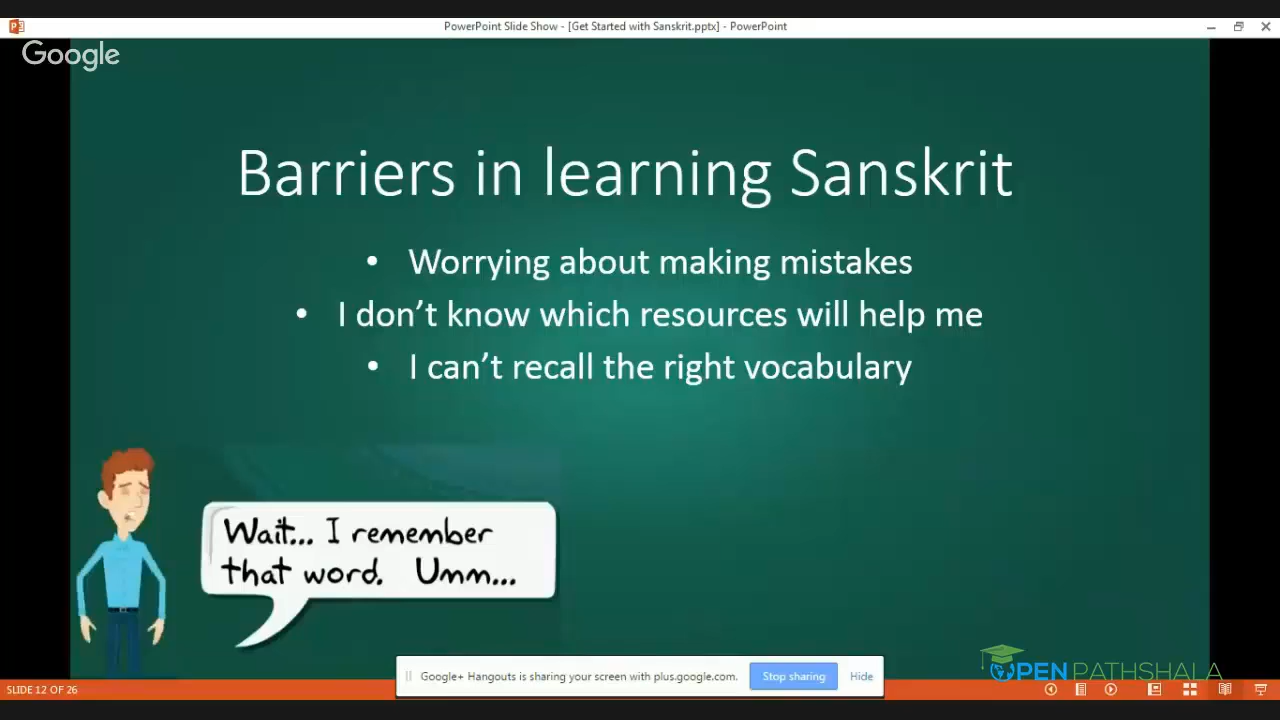 PowerPoint Slide Show - [Get Started with Sanskrit.pptx] - PowerPoint
Google
Barriers in learning Sanskrit
• Worrying about making mistakes
• I don’t know which resources will help me
• I can’t recall the right vocabulary
Wait... I remember
that word. Umm...
Google+ Hangouts is sharing your screen with plus.google.com. Stop sharing Hide
OPEN PATHSHALA
SLIDE 12 OF 26